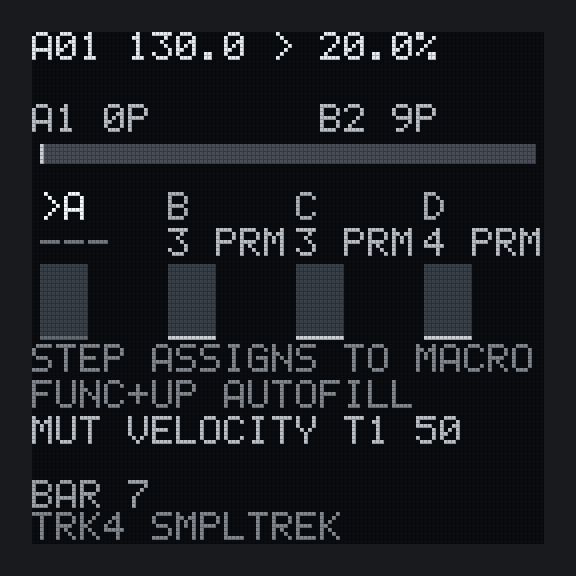 A01 130.0 > 20.0%
A1 0P B2 9P
>A B C D
--- 3 PRM 3 PRM 4 PRM
STEP ASSIGNS TO MACRO
FUNC+UP AUTOFILL
MUT VELOCITY T1 50
BAR 7
TRK4 SMPLTREK